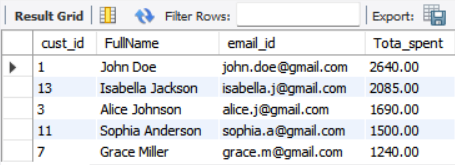 Result Grid Filter Rows: Export:
cust_id FullName email_id Tota_spent
1 John Doe john.doe@gmail.com 2640.00
13 Isabella Jackson isabella.j@gmail.com 2085.00
3 Alice Johnson alice.j@gmail.com 1690.00
11 Sophia Anderson sophia.a@gmail.com 1500.00
7 Grace Miller grace.m@gmail.com 1240.00